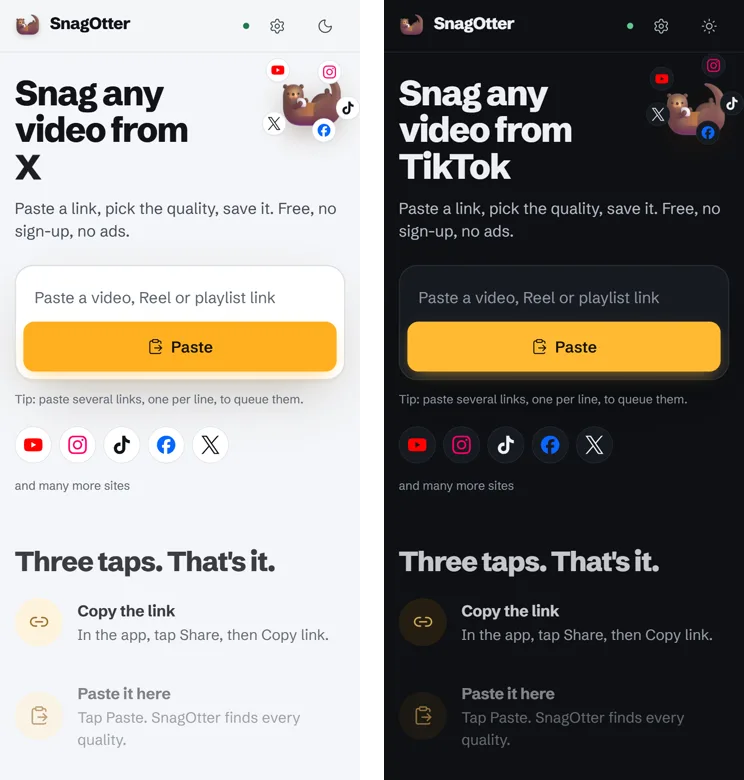 SnagOtter
Snag any
video from
X
Paste a link, pick the quality, save it. Free, no
sign-up, no ads.
Paste a video, Reel or playlist link
Paste
Tip: paste several links, one per line, to queue them.
and many more sites
Three taps. That's it.
Copy the link
In the app, tap Share, then Copy link.
Paste it here
Tap Paste. SnagOtter finds every
quality.
SnagOtter
Snag any
video from
TikTok
Paste a link, pick the quality, save it. Free, no
sign-up, no ads.
Paste a video, Reel or playlist link
Paste
Tip: paste several links, one per line, to queue them.
and many more sites
Three taps. That's it.
Copy the link
In the app, tap Share, then Copy link.
Paste it here
Tap Paste. SnagOtter finds every
quality.